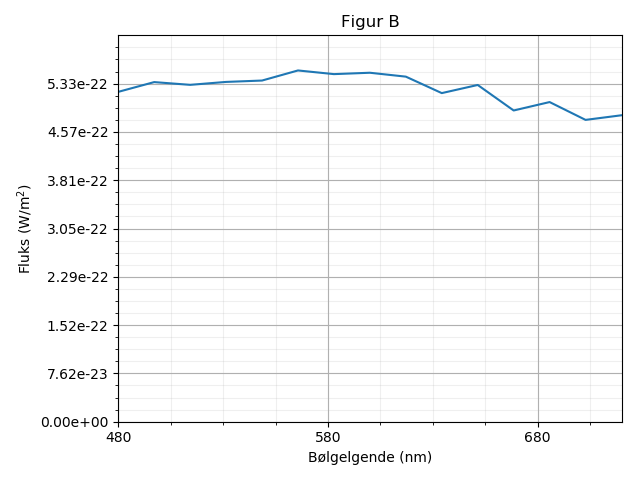 Figur B
Fluks (W/m²)
5.33e-22
4.57e-22
3.81e-22
3.05e-22
2.29e-22
1.52e-22
7.62e-23
0.00e+00
480 580 680
Bølgelgende (nm)